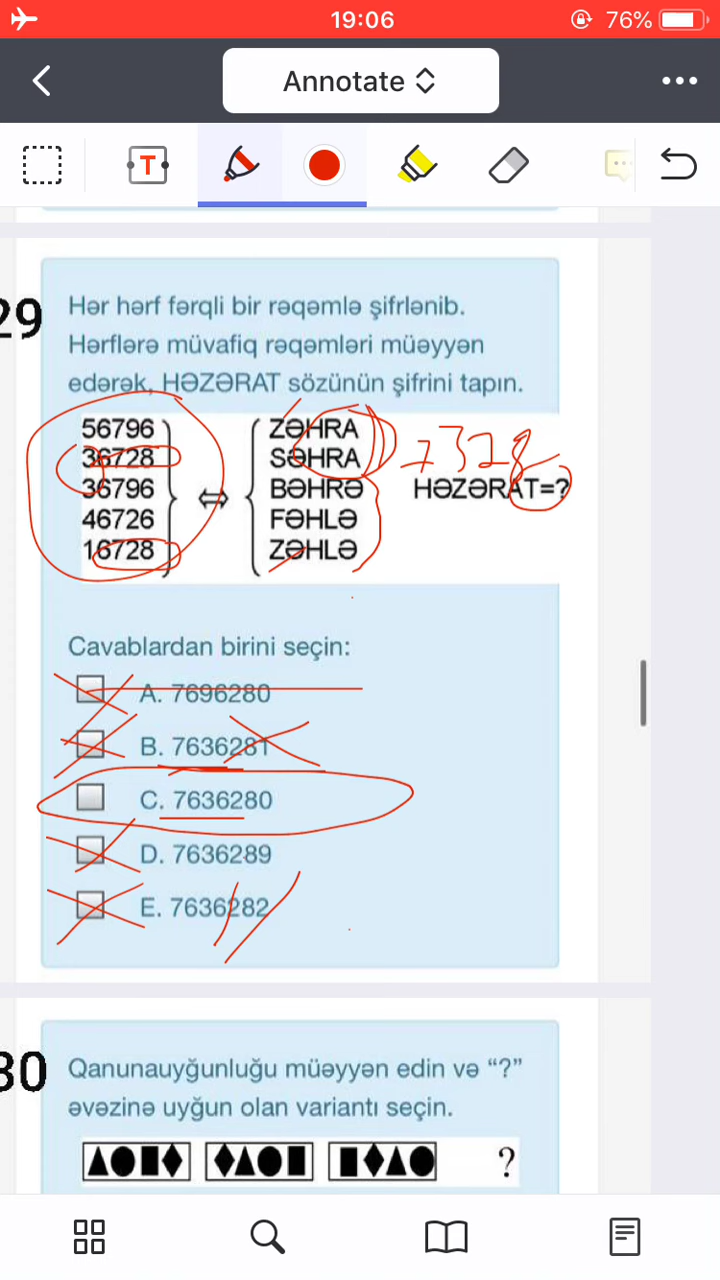 19:06
76%
Annotate
T
29
Hər hərf fərqli bir rəqəmlə şifrlənib.
Hərflərə müvafiq rəqəmləri müəyyən
edərək, HƏZƏRAT sözünün şifrini tapın.
56796 ZƏHRA
36728 SƏHRA 7328
36796 BƏHRƏ HƏZƏRAT=?
46726 FƏHLƏ
16728 ZƏHLƏ
Cavablardan birini seçin:
A. 7696280
B. 7636281
C. 7636280
D. 7636289
E. 7636282
30
Qanunauyğunluğu müəyyən edin və “?”
əvəzinə uyğun olan variantı seçin.
?